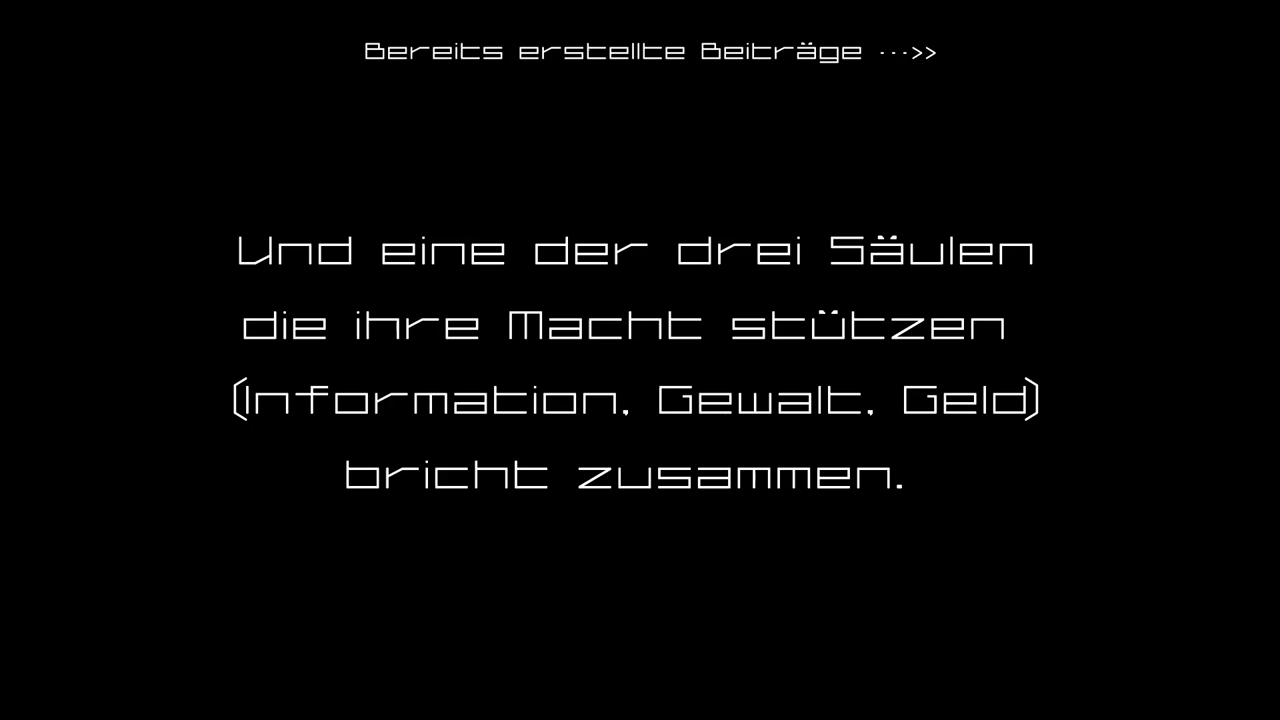 Bereits erstellte Beiträge --->>
Und eine der drei Säulen
die ihre Macht stützen
(Information, Gewalt, Geld)
bricht zusammen.